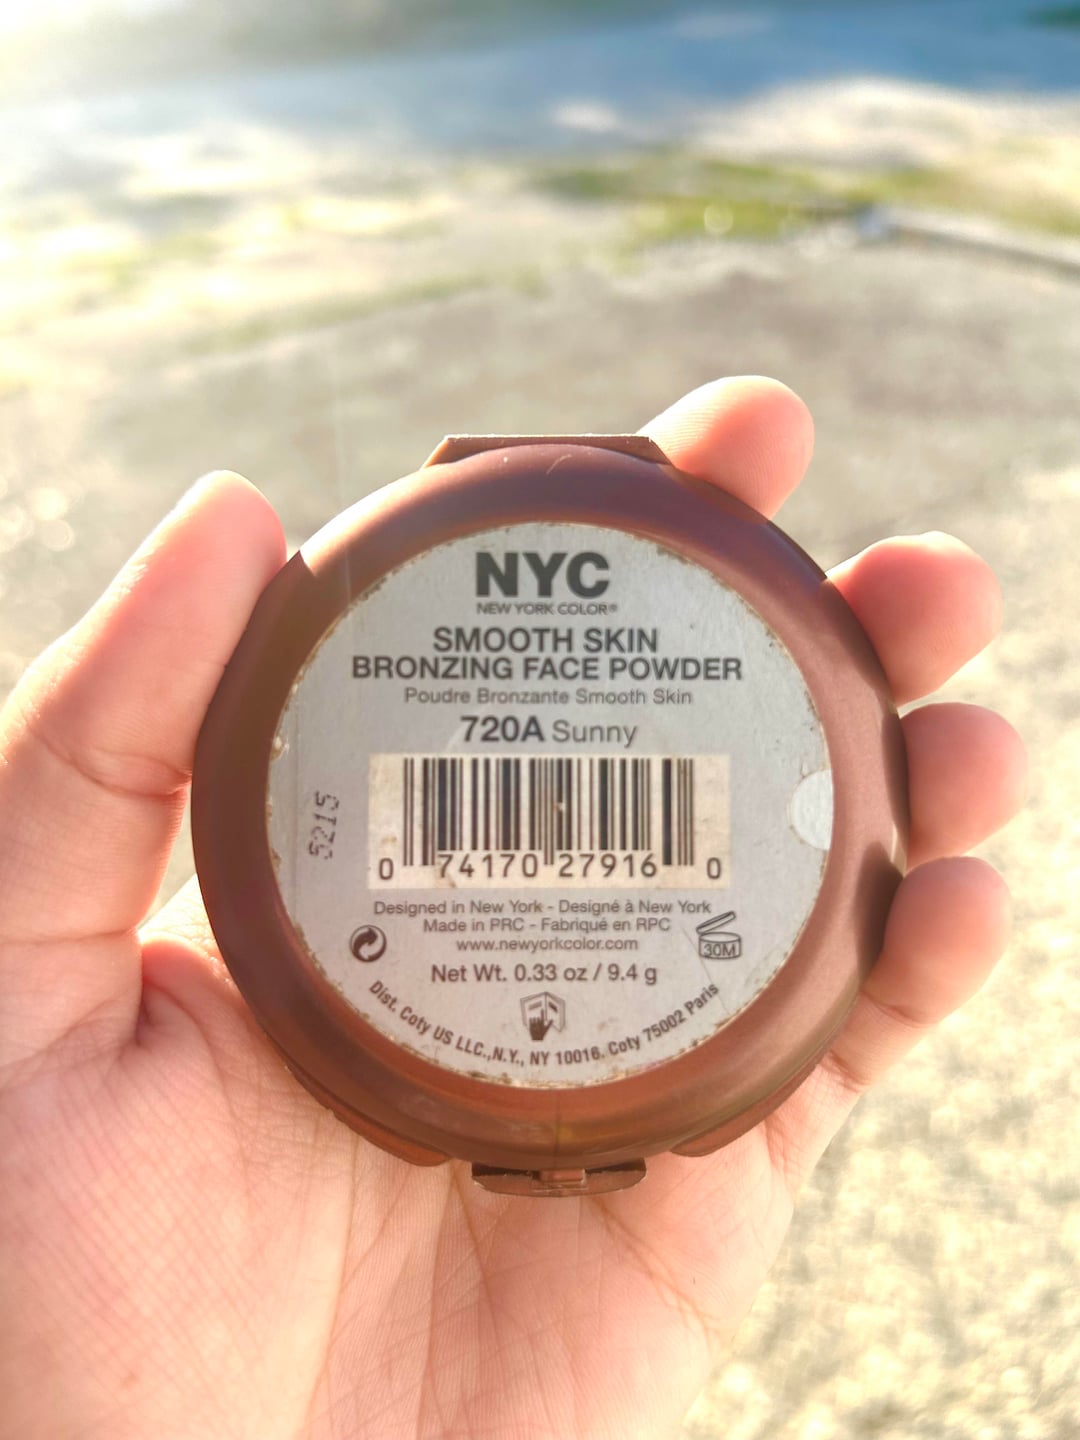 NYC
NEW YORK COLOR®
SMOOTH SKIN
BRONZING FACE POWDER
Poudre Bronzante Smooth Skin
720A Sunny
5215
0 74170 27916 0
Designed in New York - Designé à New York
Made in PRC - Fabriqué en RPC
www.newyorkcolor.com
30M
Net Wt. 0.33 oz / 9.4 g
Dist. Coty US LLC.,N.Y., NY 10016. Coty 75002 Paris